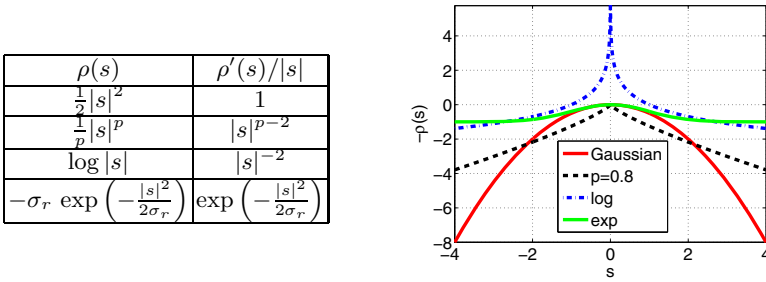 ρ(s) ρ′(s)/|s|
½|s|² 1
1/p |s|^p |s|^{p−2}
log |s| |s|^{−2}
−σ_r exp(−|s|²/2σ_r) exp(−|s|²/2σ_r)
−ρ(s)
4
2
0
−2
−4
−6
−8
Gaussian
p=0.8
log
exp
−4 −2 0 2 4
s